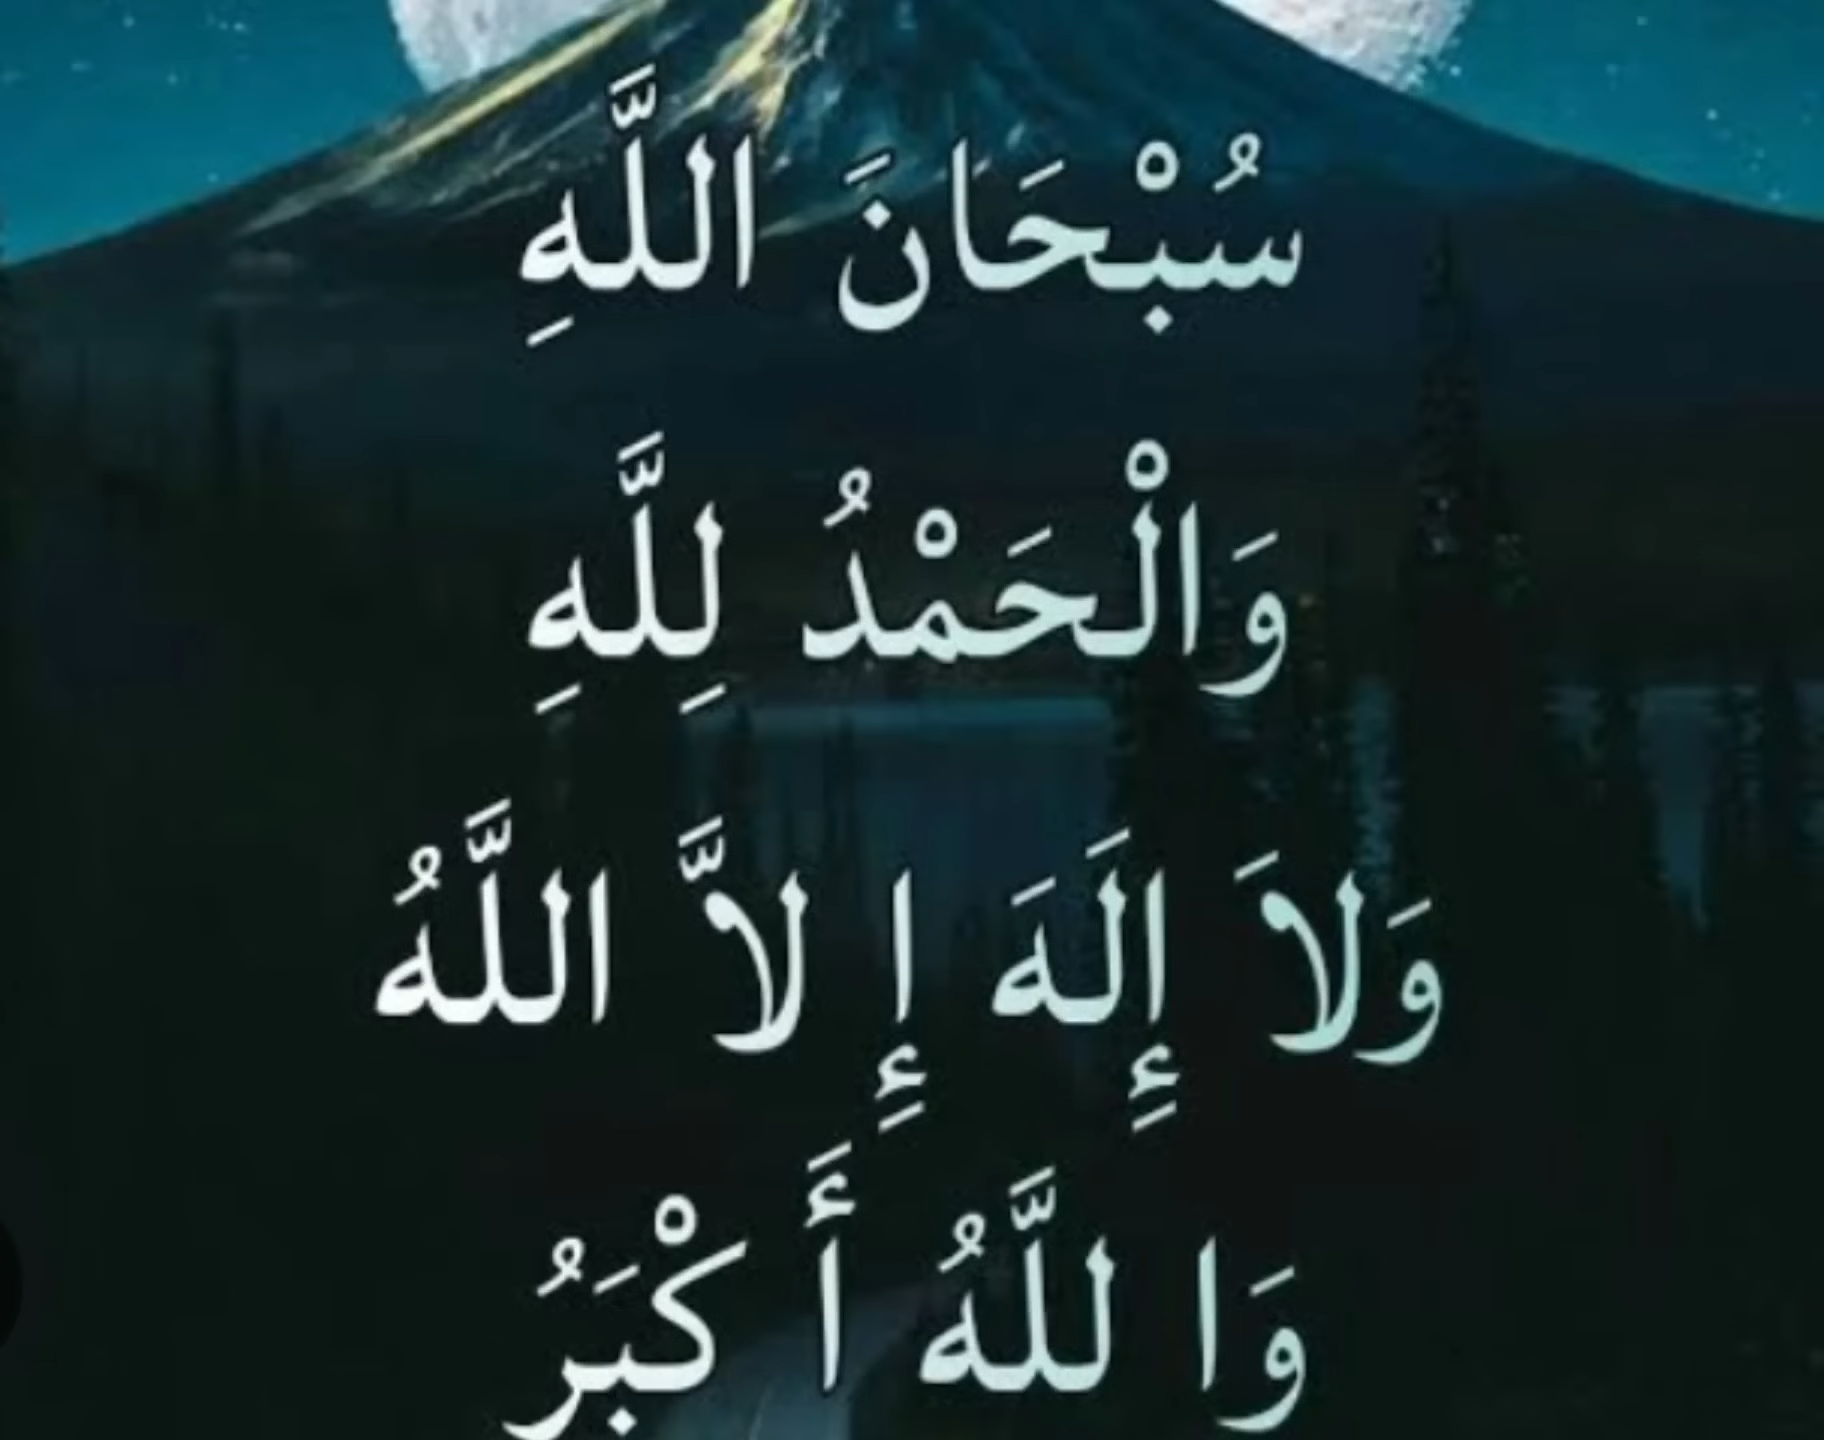 سُبْحَانَ اللَّهِ
وَالْحَمْدُ لِلَّهِ
وَلاَ إِلَهَ إِ لاَّ اللَّهُ
وَا للَّهُ أَ كْبَرُ